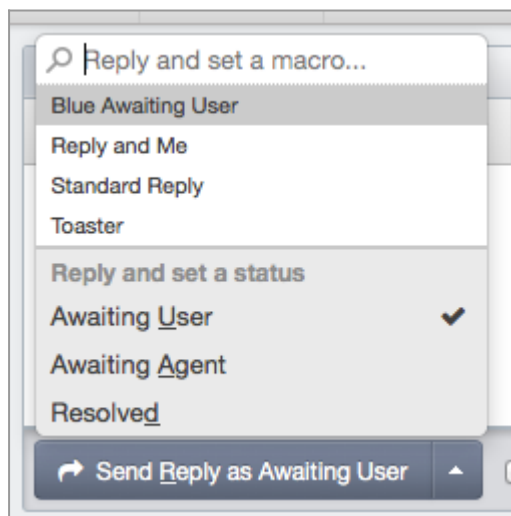 Reply and set a macro...
Blue Awaiting User
Reply and Me
Standard Reply
Toaster
Reply and set a status
Awaiting User
Awaiting Agent
Resolved
Send Reply as Awaiting User